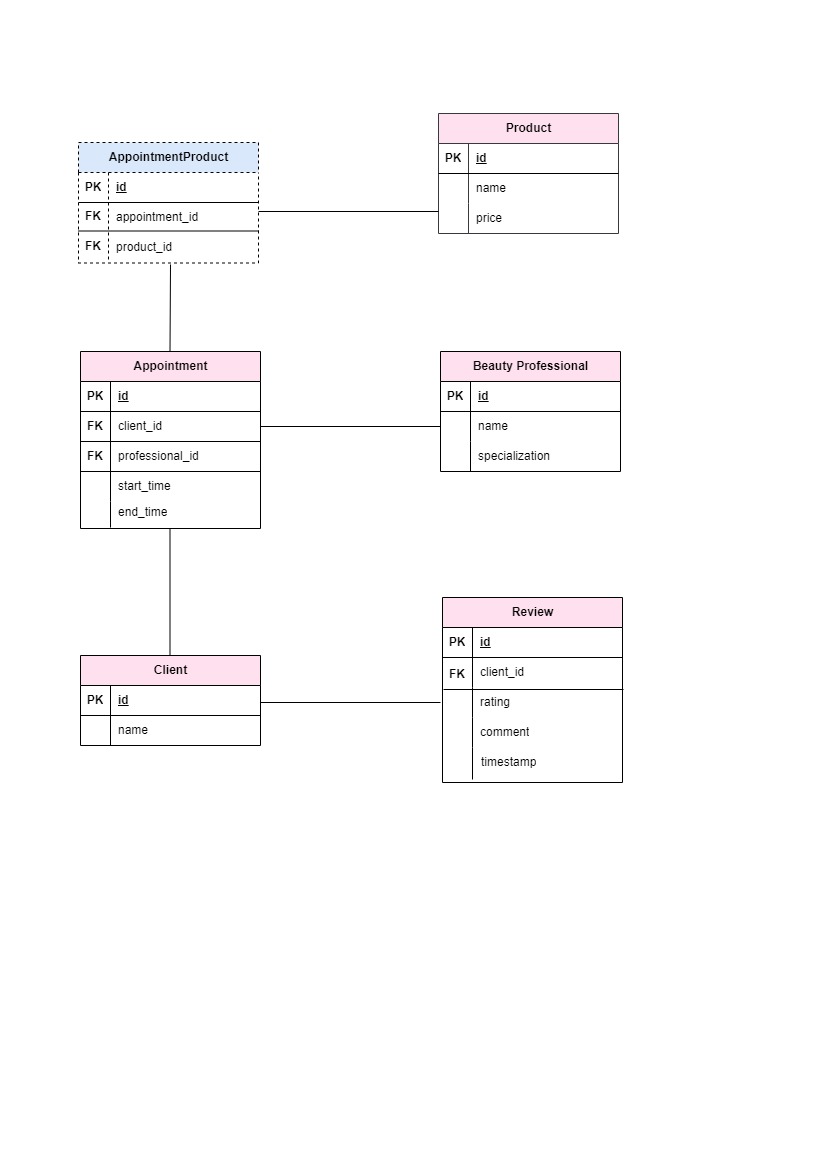 AppointmentProduct
PK id
FK appointment_id
FK product_id
Product
PK id
name
price
Appointment
PK id
FK client_id
FK professional_id
start_time
end_time
Beauty Professional
PK id
name
specialization
Client
PK id
name
Review
PK id
FK client_id
rating
comment
timestamp